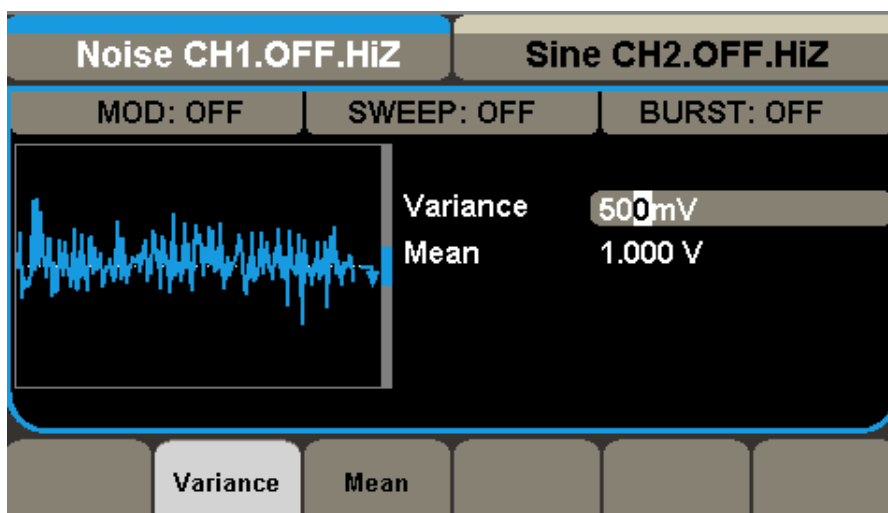 Noise CH1.OFF.HiZ Sine CH2.OFF.HiZ
MOD: OFF SWEEP: OFF BURST: OFF
Variance 500mV
Mean 1.000 V
Variance Mean